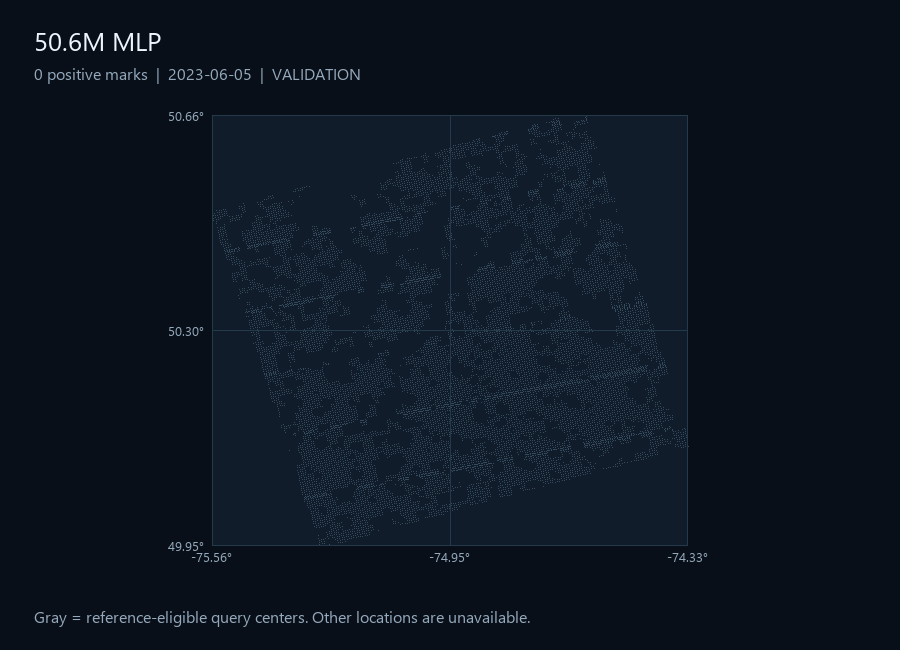 50.6M MLP
0 positive marks | 2023-06-05 | VALIDATION
50.66°
50.30°
49.95°
-75.56°
-74.95°
-74.33°
Gray = reference-eligible query centers. Other locations are unavailable.